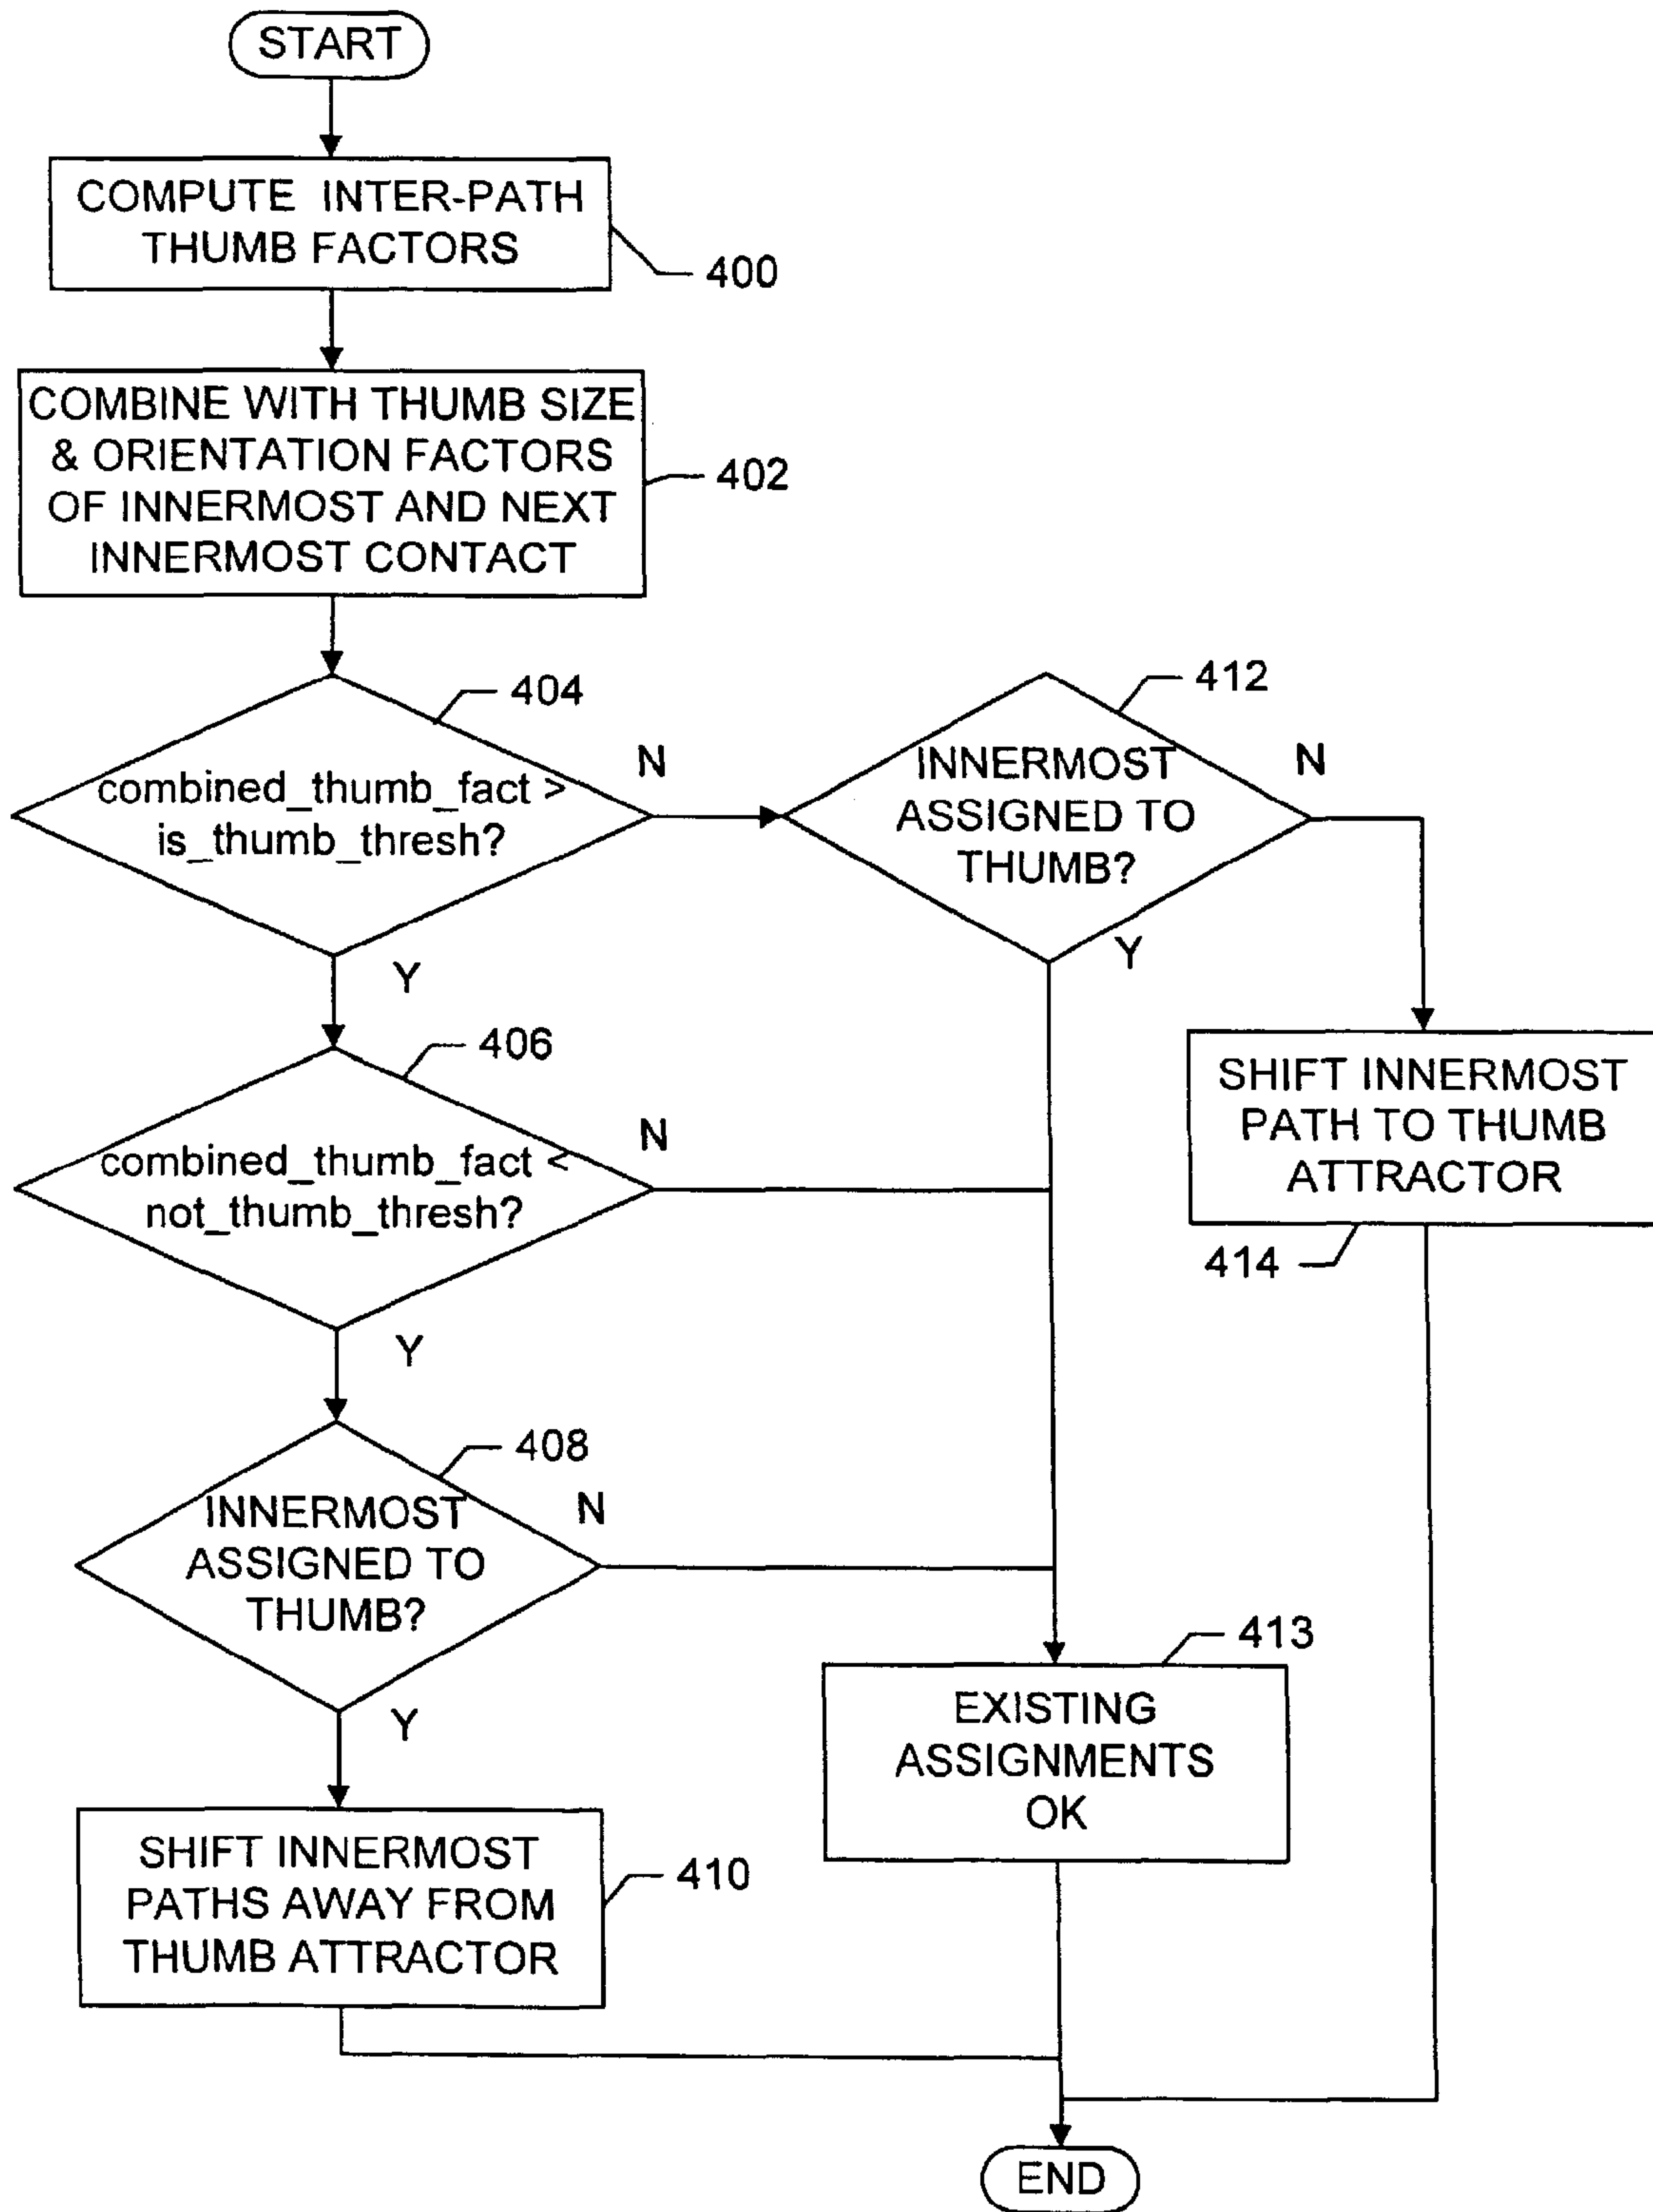 START
COMPUTE INTER-PATH
THUMB FACTORS
400
COMBINE WITH THUMB SIZE
& ORIENTATION FACTORS
OF INNERMOST AND NEXT
INNERMOST CONTACT
402
404
combined_thumb_fact >
is_thumb_thresh?
N
Y
412
INNERMOST
ASSIGNED TO
THUMB?
N
Y
406
combined_thumb_fact <
not_thumb_thresh?
N
Y
SHIFT INNERMOST
PATH TO THUMB
ATTRACTOR
414
408
INNERMOST
ASSIGNED TO
THUMB?
N
Y
413
EXISTING
ASSIGNMENTS
OK
SHIFT INNERMOST
PATHS AWAY FROM
THUMB ATTRACTOR
410
END